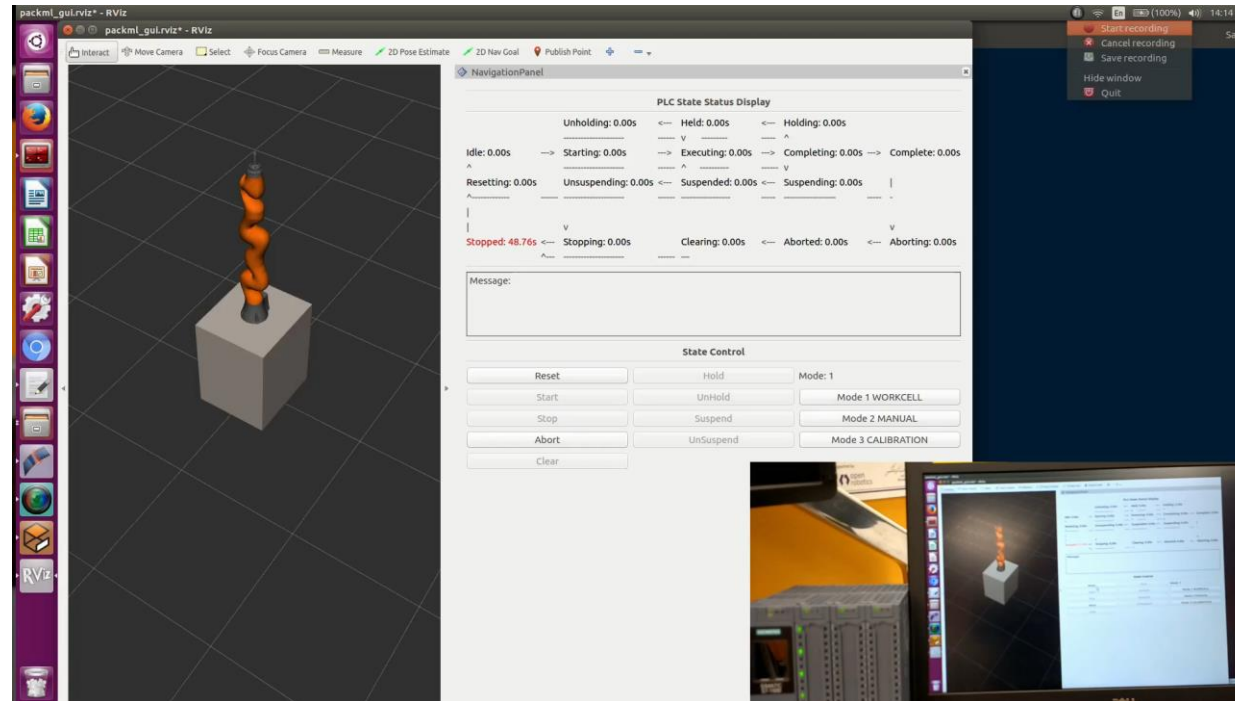 packml_gui.rviz* - RViz
En (100%) 14:14
packml_gui.rviz* - RViz
Interact Move Camera Select Focus Camera Measure 2D Pose Estimate 2D Nav Goal Publish Point
Start recording
Cancel recording
Save recording
Hide window
Quit
NavigationPanel
PLC State Status Display
Unholding: 0.00s <--- Held: 0.00s <--- Holding: 0.00s
Idle: 0.00s ---> Starting: 0.00s ---> Executing: 0.00s ---> Completing: 0.00s ---> Complete: 0.00s
Resetting: 0.00s Unsuspending: 0.00s <--- Suspended: 0.00s <--- Suspending: 0.00s
Stopped: 48.76s <--- Stopping: 0.00s Clearing: 0.00s <--- Aborted: 0.00s <--- Aborting: 0.00s
Message:
State Control
Reset Hold Mode: 1
Start UnHold Mode 1 WORKCELL
Stop Suspend Mode 2 MANUAL
Abort UnSuspend Mode 3 CALIBRATION
Clear
RViz
open
robotics
SIEMENS